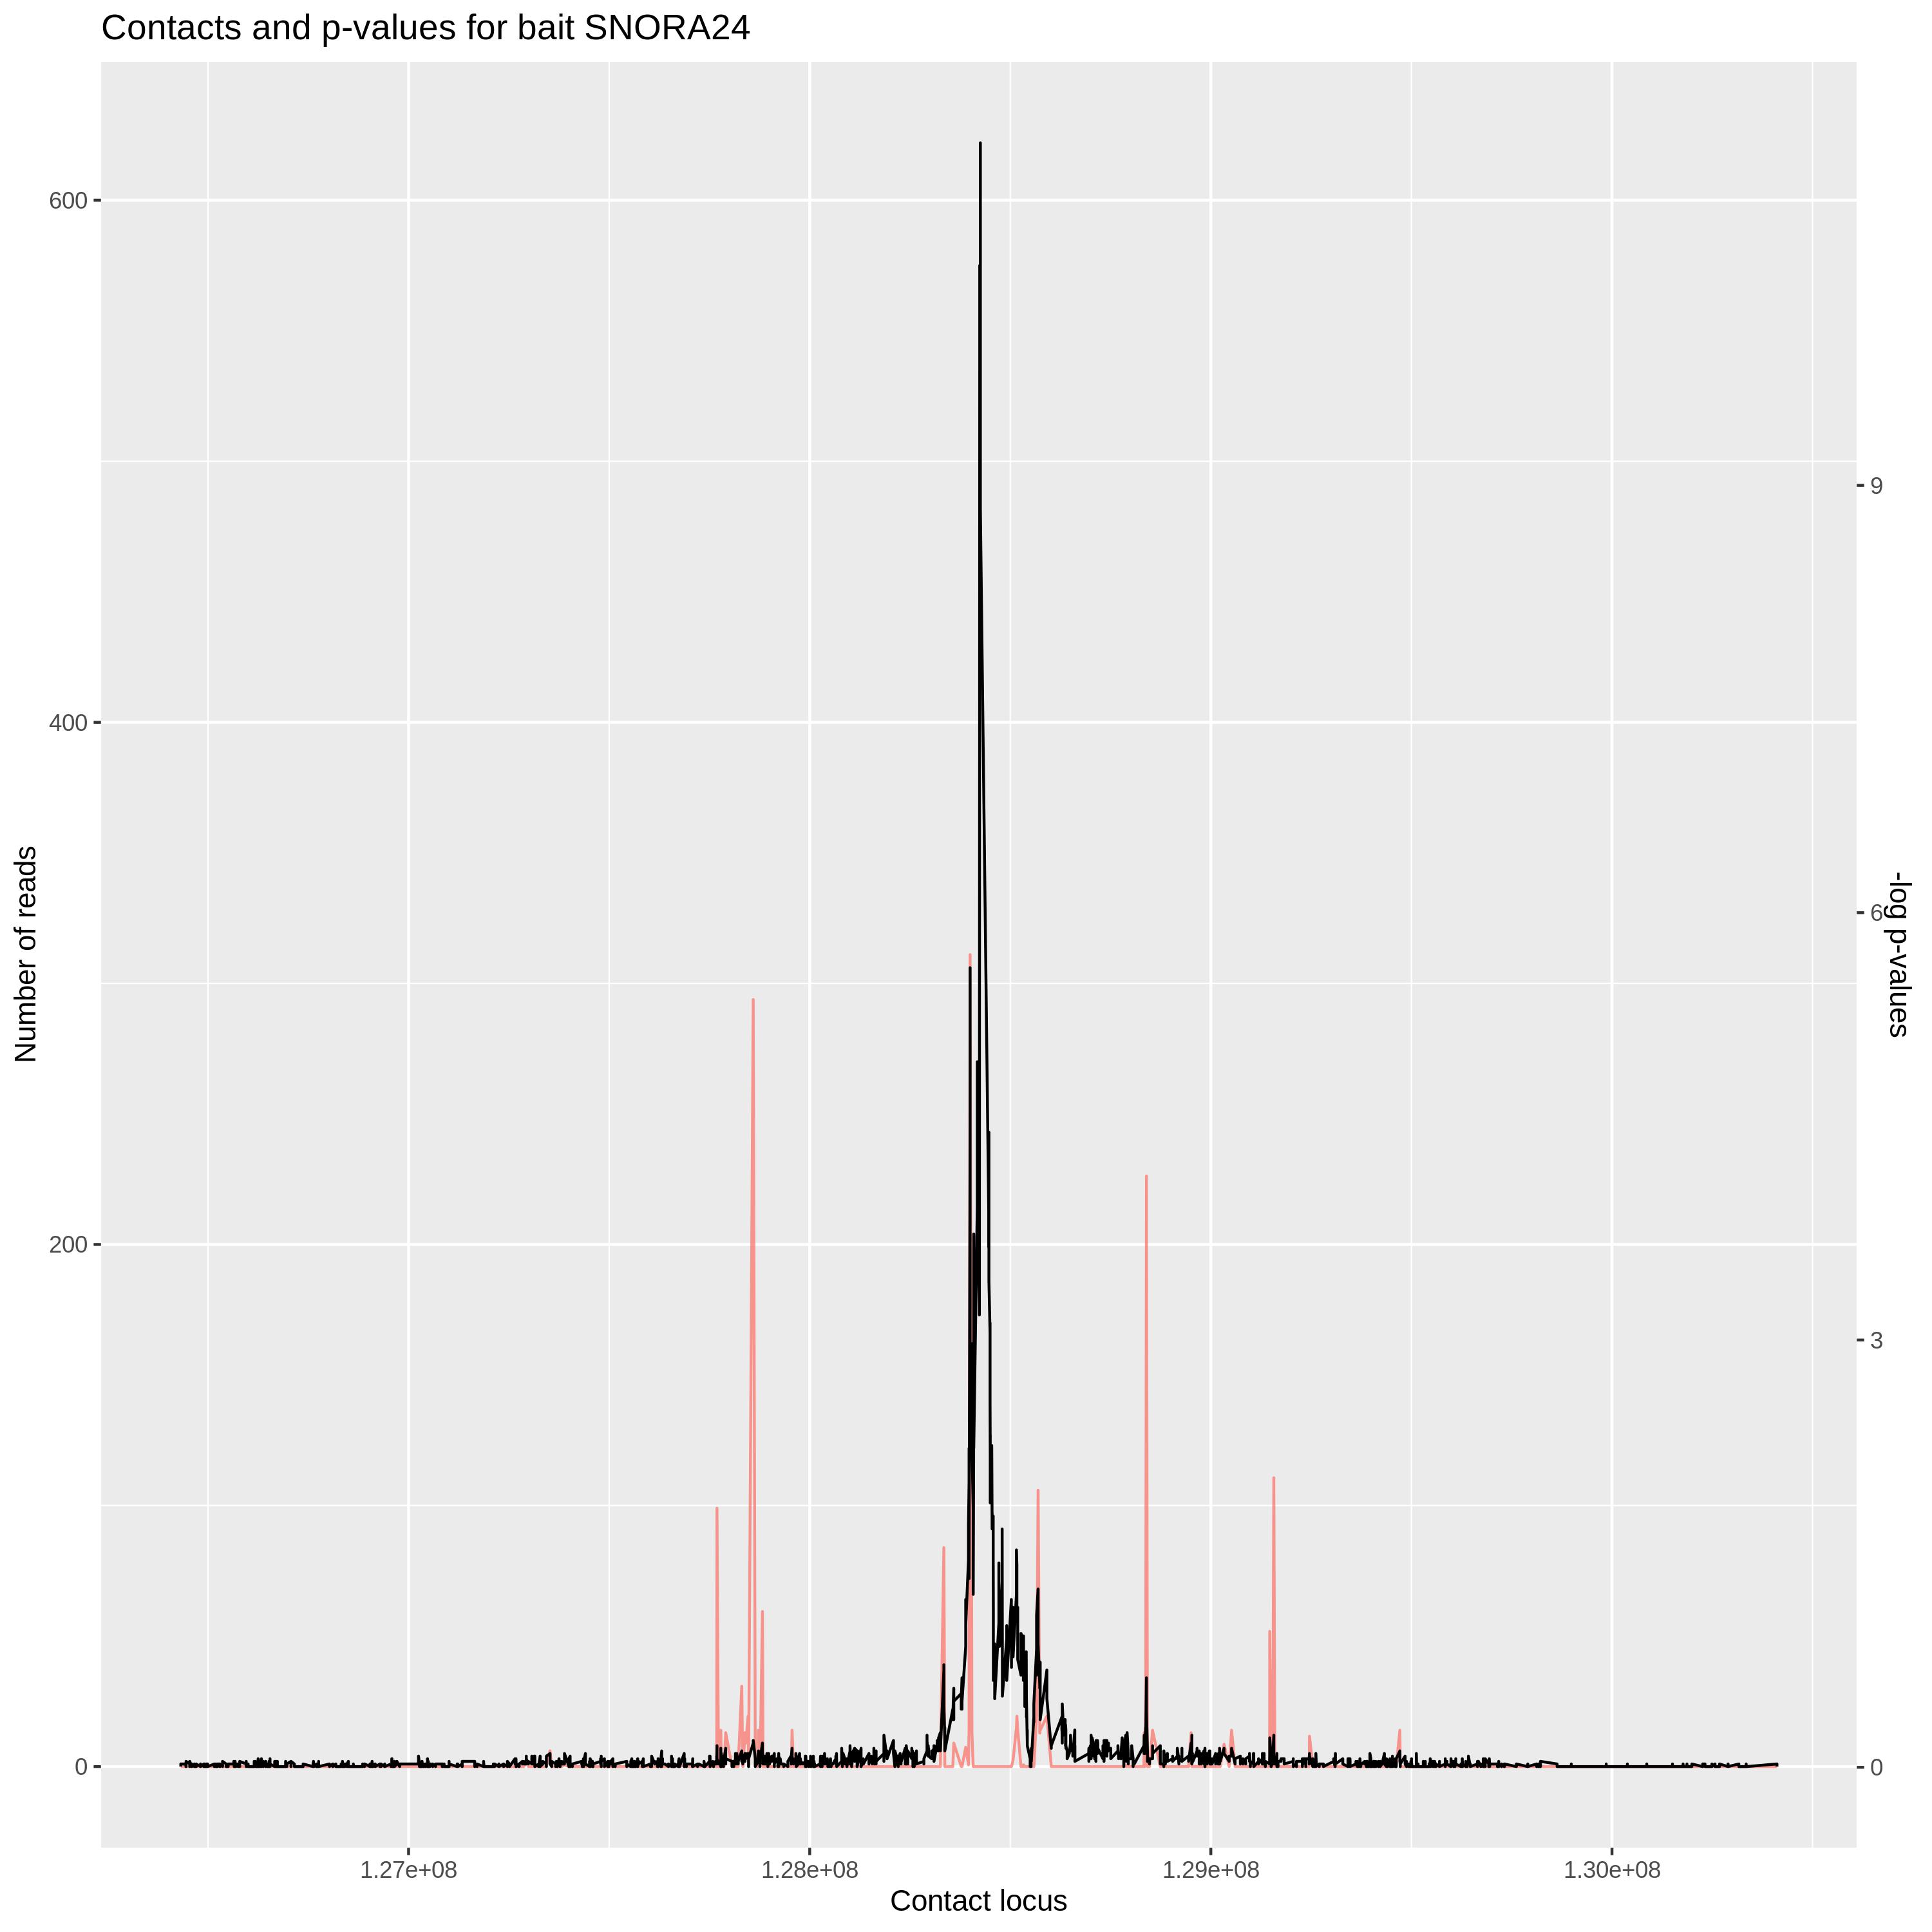 Contacts and p-values for bait SNORA24
600
400
200
0
Number of reads
9
6
3
0
-log p-values
1.27e+08
1.28e+08
1.29e+08
1.30e+08
Contact locus